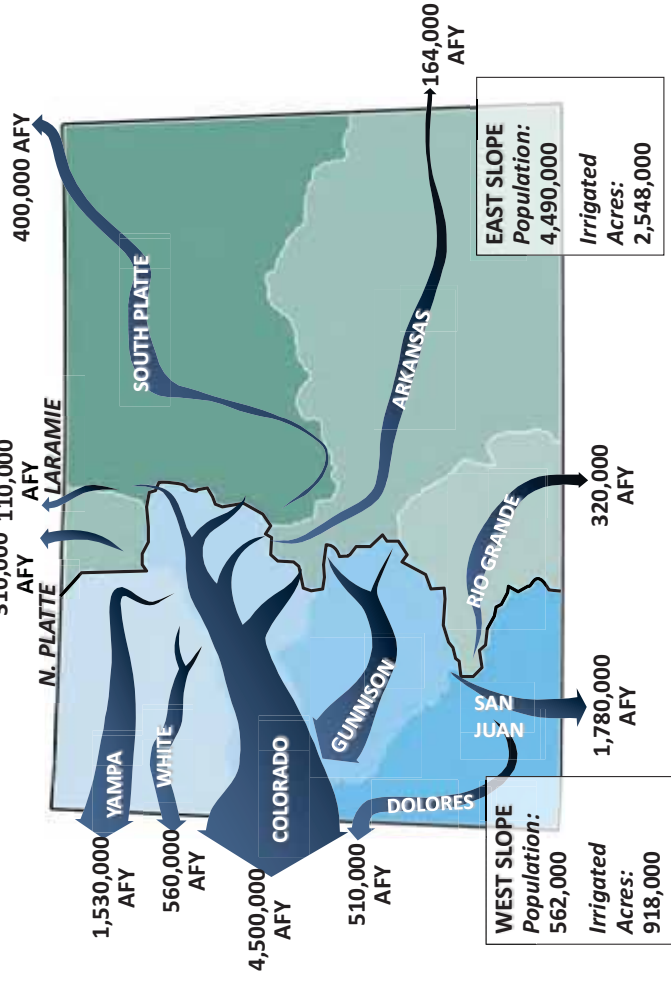 400,000 AFY
310,000
AFY
110,000
AFY
N. PLATTE
LARAMIE
SOUTH PLATTE
164,000
AFY
1,530,000
AFY
YAMPA
WHITE
560,000
AFY
COLORADO
4,500,000
AFY
GUNNISON
ARKANSAS
510,000
AFY
DOLORES
SAN
JUAN
RIO GRANDE
1,780,000
AFY
320,000
AFY
WEST SLOPE
Population:
562,000
Irrigated
Acres:
918,000
EAST SLOPE
Population:
4,490,000
Irrigated
Acres:
2,548,000